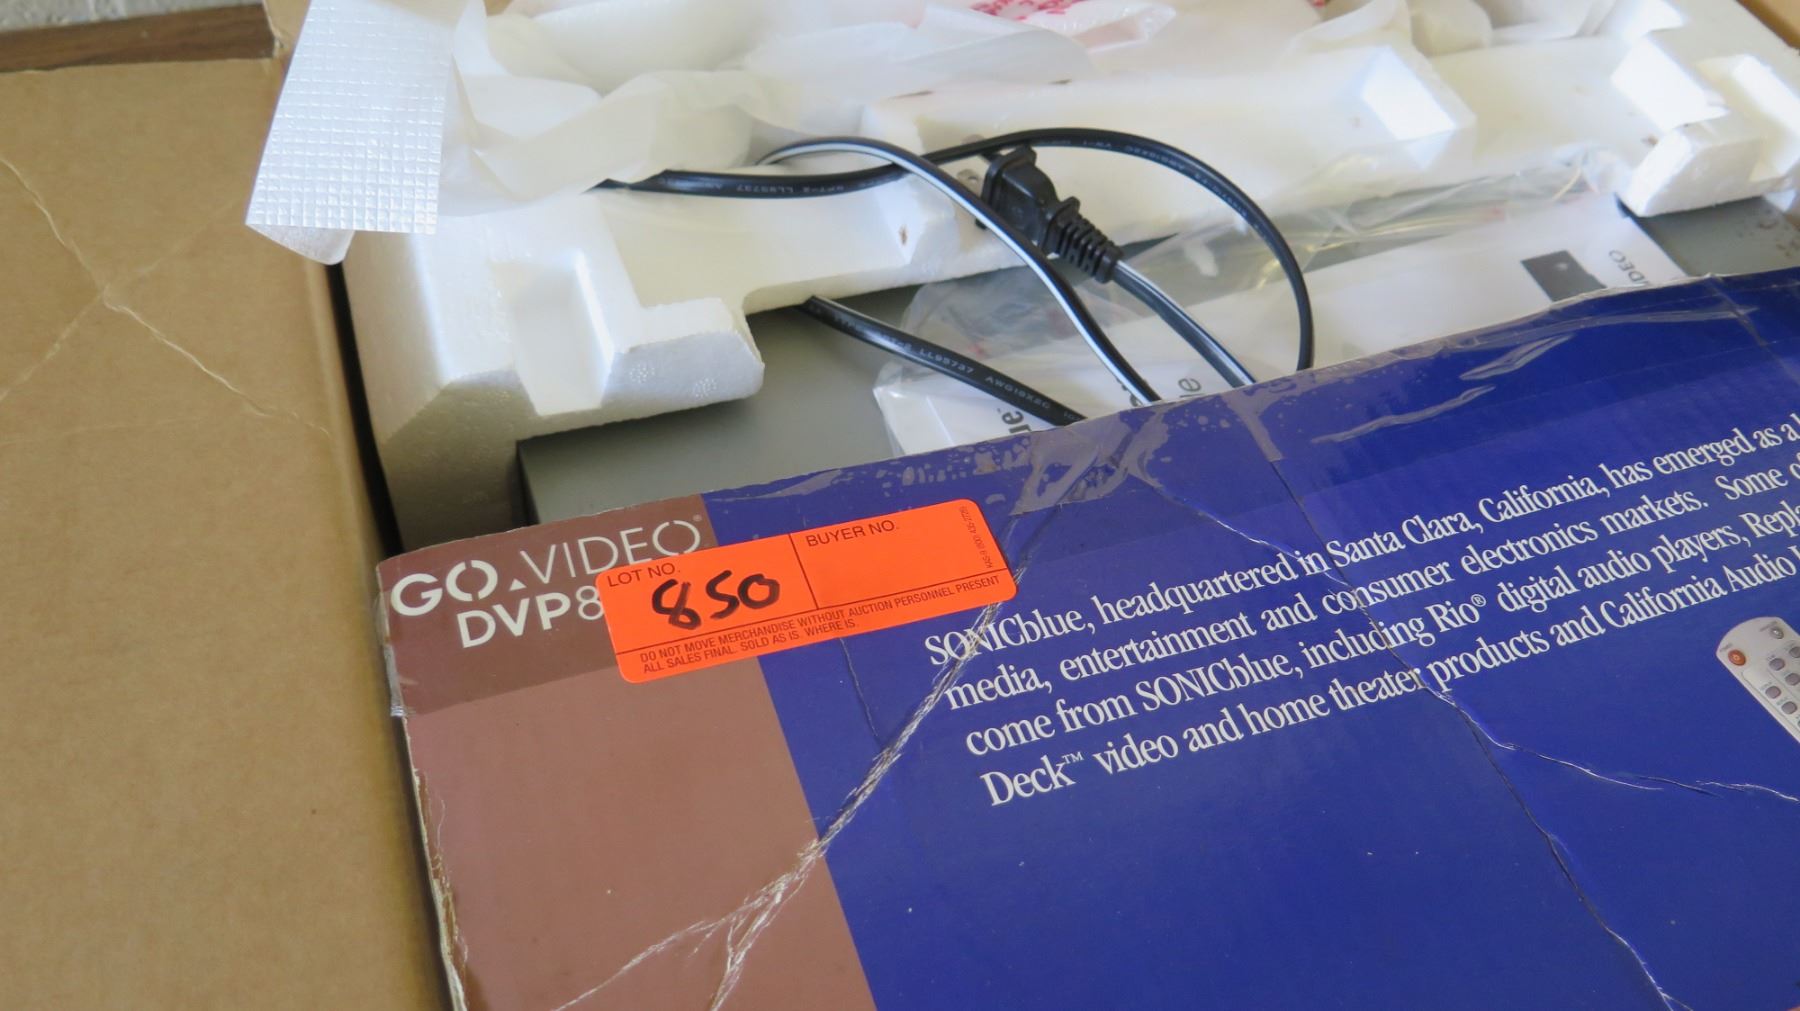 GO.VIDEO®
DVP8
LOT NO.
850
BUYER NO.
DO NOT MOVE MERCHANDISE WITHOUT AUCTION PERSONNEL PRESENT
ALL SALES FINAL. SOLD AS IS. WHERE IS.
SONICblue, headquartered in Santa Clara, California, has emerged as a
media, entertainment and consumer electronics markets. Some
come from SONICblue, including Rio® digital audio players,
Deck™ video and home theater products and California Audio
LL95737 AWG18X2C